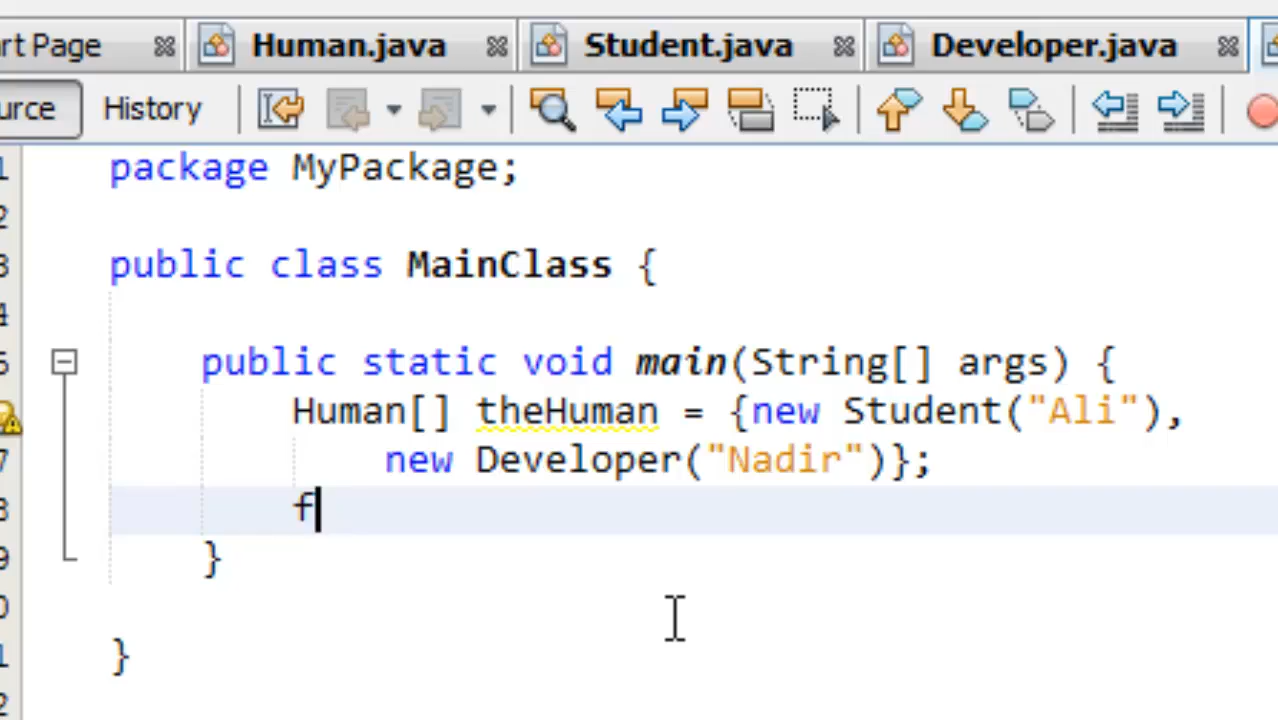 rt Page Human.java Student.java Developer.java
urce History
1 package MyPackage;
2
3 public class MainClass {
4
5 public static void main(String[] args) {
Human[] theHuman = {new Student("Ali"),
7 new Developer("Nadir")};
8 f
9 }
0
1 }
2